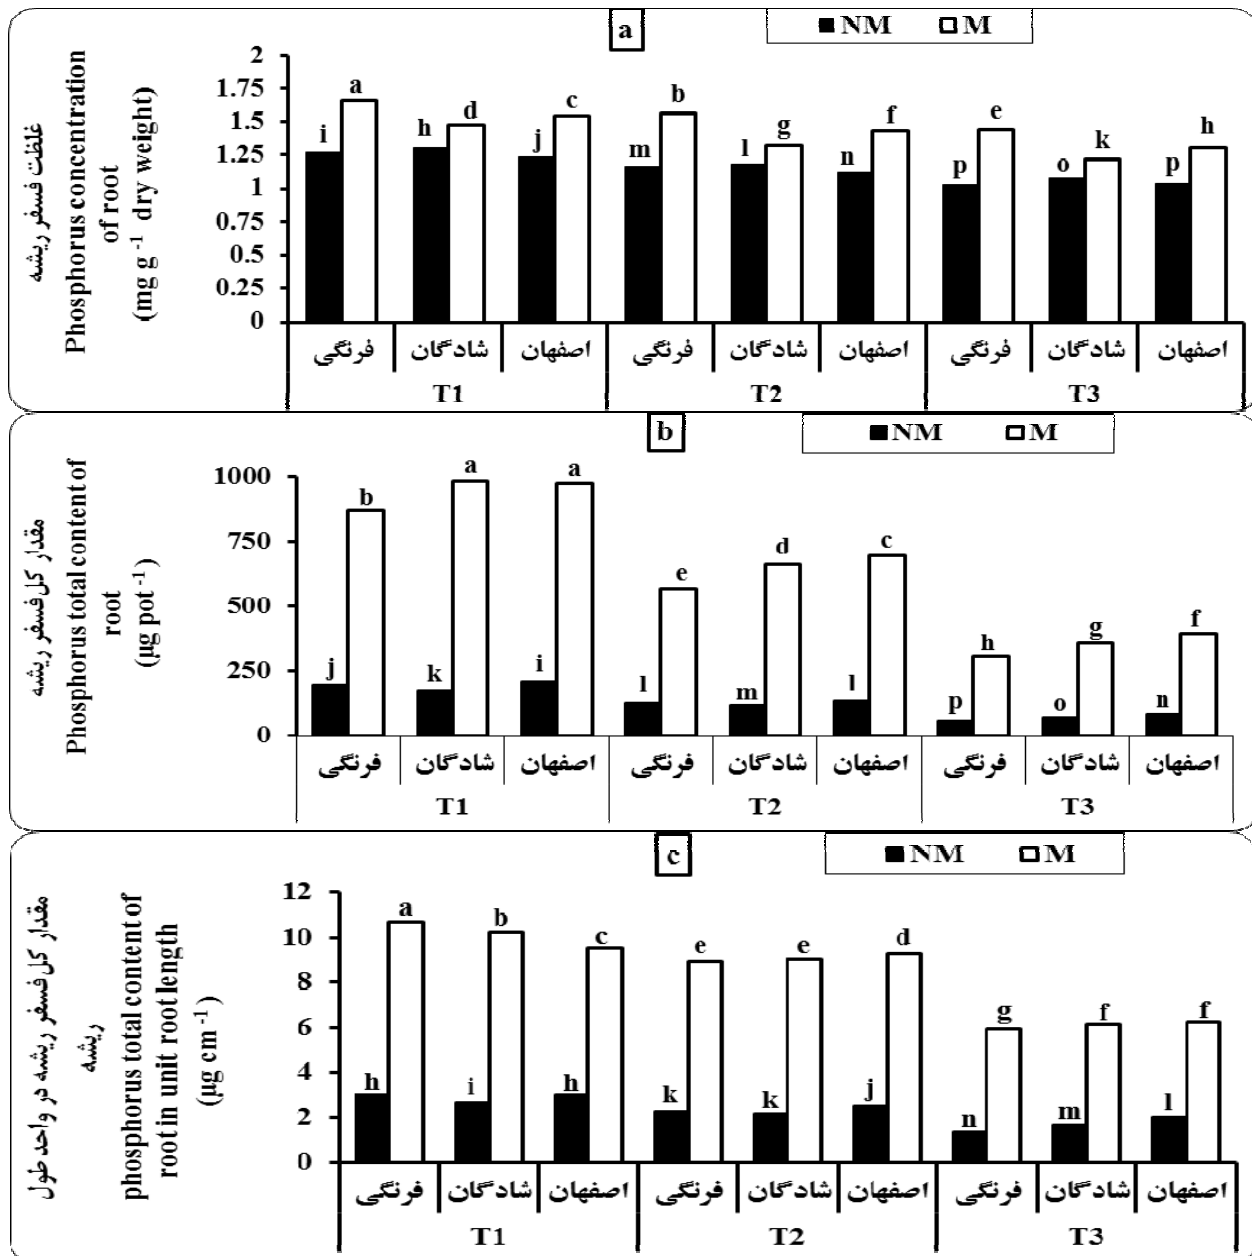 a
NM M
غلظت فسفر ریشه
Phosphorus concentration
of root
(mg g⁻¹ dry weight)
2
1.75
1.5
1.25
1
0.75
0.5
0.25
0
i a h d j c m b l g n f p e o k p h
فرنگی شادگان اصفهان فرنگی شادگان اصفهان فرنگی شادگان اصفهان
T1 T2 T3
b
NM M
مقدار کل فسفر ریشه
Phosphorus total content of
root
(µg pot⁻¹)
1000
750
500
250
0
j b k a i a l e m d l c p h o g n f
فرنگی شادگان اصفهان فرنگی شادگان اصفهان فرنگی شادگان اصفهان
T1 T2 T3
c
NM M
مقدار کل فسفر ریشه در واحد طول
ریشه
phosphorus total content of
root in unit root length
(µg cm⁻¹)
12
10
8
6
4
2
0
h a i b h c k e k e j d n g m f l f
فرنگی شادگان اصفهان فرنگی شادگان اصفهان فرنگی شادگان اصفهان
T1 T2 T3